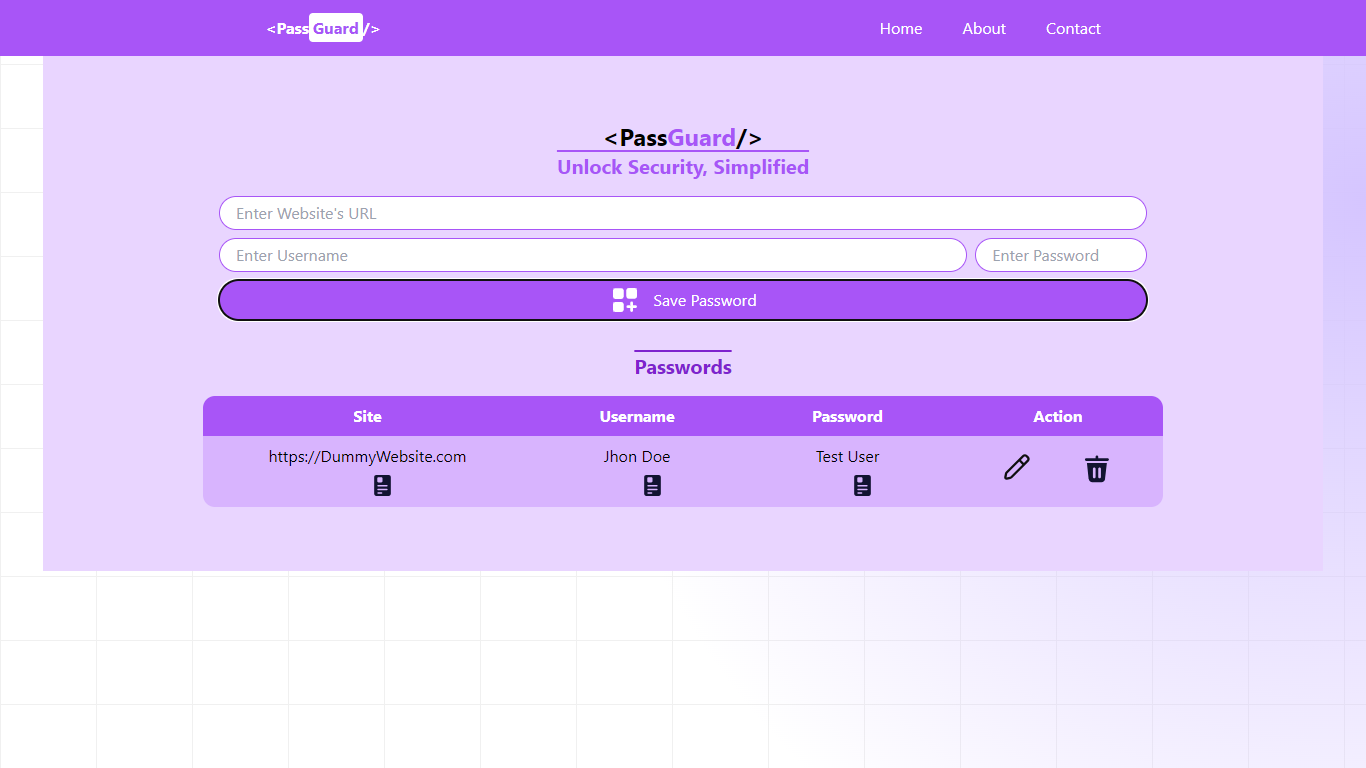 <PassGuard/> Home About Contact
<PassGuard/>
Unlock Security, Simplified
Enter Website's URL
Enter Username Enter Password
Save Password
Passwords
Site Username Password Action
https://DummyWebsite.com Jhon Doe Test User